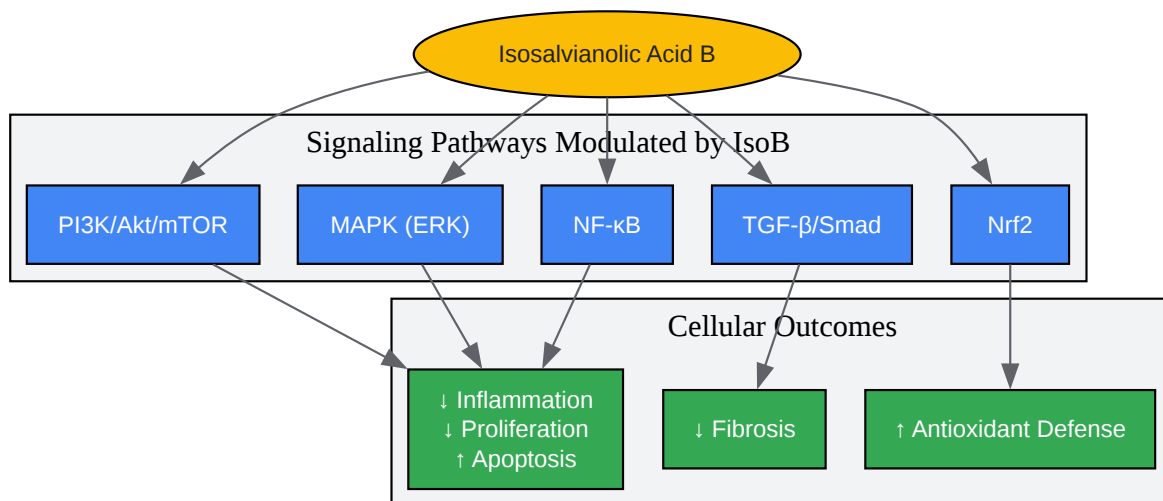 Isosalvianolic Acid B
Signaling Pathways Modulated by IsoB
PI3K/Akt/mTOR
MAPK (ERK)
NF-κB
TGF-β/Smad
Nrf2
Cellular Outcomes
↓ Inflammation
↓ Proliferation
↑ Apoptosis
↓ Fibrosis
↑ Antioxidant Defense